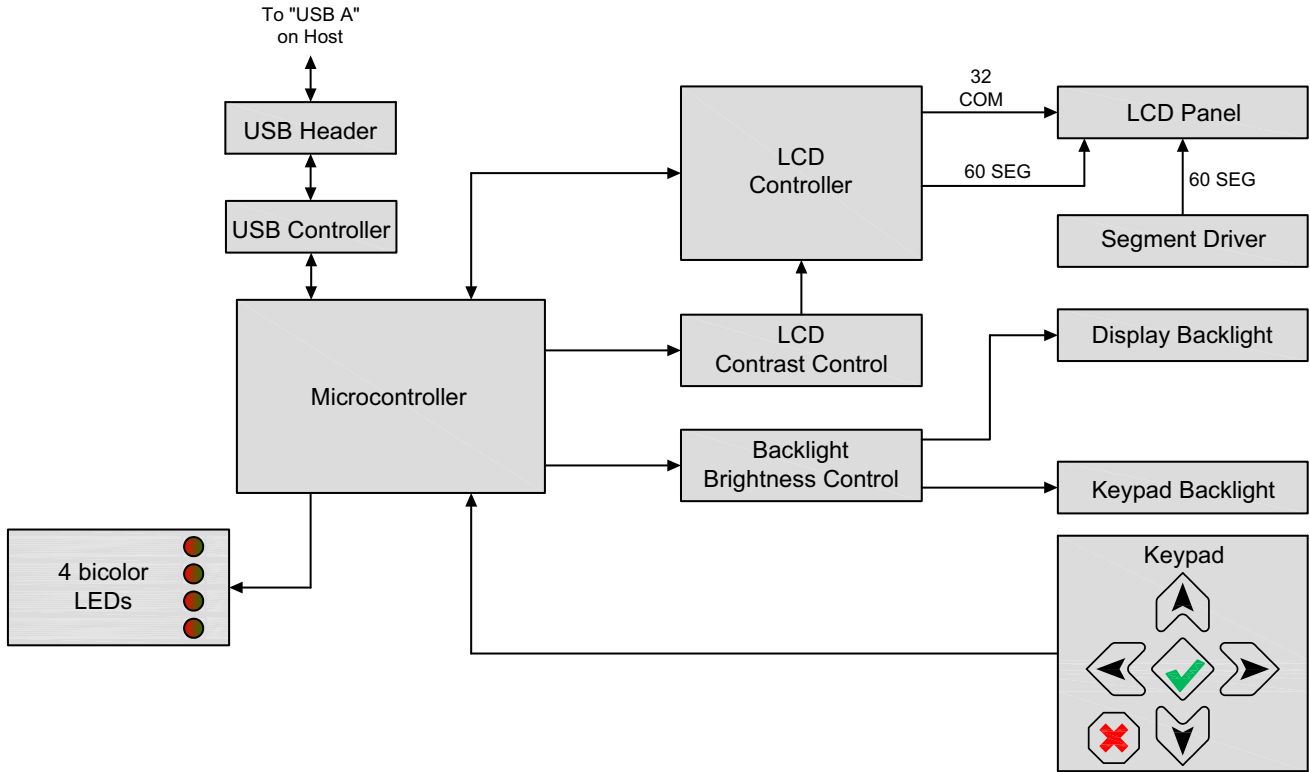 To "USB A"
on Host
USB Header
USB Controller
Microcontroller
4 bicolor
LEDs
LCD
Controller
32
COM
60 SEG
LCD Panel
60 SEG
Segment Driver
LCD
Contrast Control
Display Backlight
Backlight
Brightness Control
Keypad Backlight
Keypad